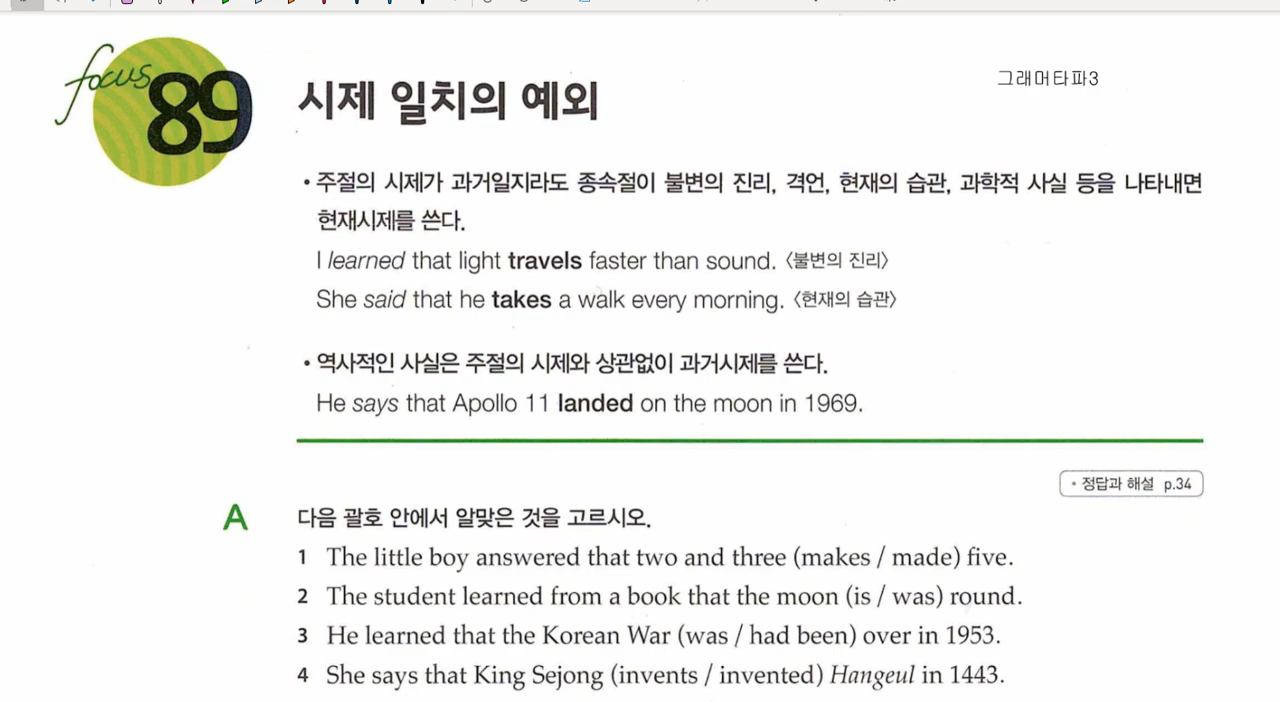 focus
89
시제 일치의 예외
그래머타파3
• 주절의 시제가 과거일지라도 종속절이 불변의 진리, 격언, 현재의 습관, 과학적 사실 등을 나타내면
현재시제를 쓴다.
I learned that light travels faster than sound. 〈불변의 진리〉
She said that he takes a walk every morning. 〈현재의 습관〉
• 역사적인 사실은 주절의 시제와 상관없이 과거시제를 쓴다.
He says that Apollo 11 landed on the moon in 1969.
• 정답과 해설 p.34
A 다음 괄호 안에서 알맞은 것을 고르시오.
1 The little boy answered that two and three (makes / made) five.
2 The student learned from a book that the moon (is / was) round.
3 He learned that the Korean War (was / had been) over in 1953.
4 She says that King Sejong (invents / invented) Hangeul in 1443.